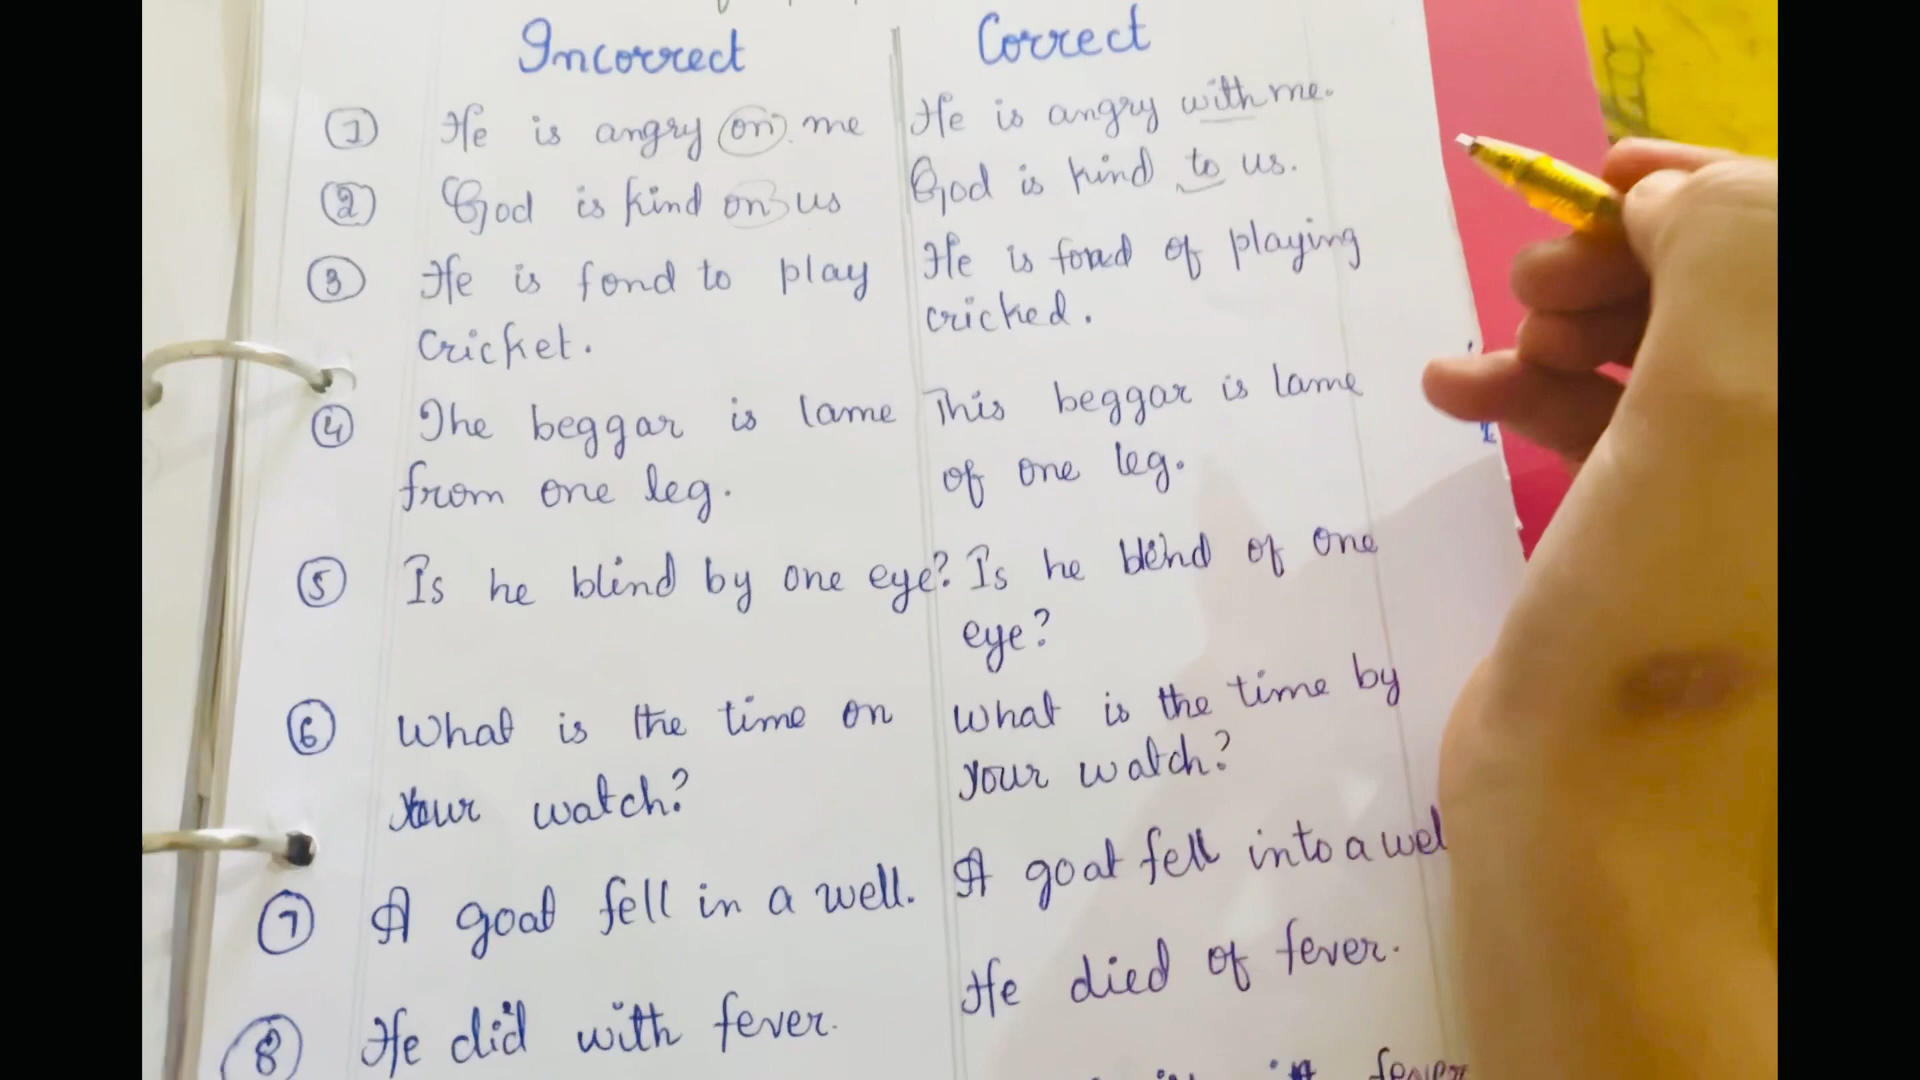 Incorrect Correct
① He is angry on me He is angry with me.
② God is kind on us God is kind to us.
③ He is fond to play He is fond of playing
cricket. cricked.
④ The beggar is lame This beggar is lame
from one leg. of one leg.
⑤ Is he blind by one eye? Is he blind of one
eye?
⑥ What is the time on What is the time by
your watch? your watch?
⑦ A goat fell in a well. A goat fell into a wel
⑧ He did with fever. He died of fever.
fever